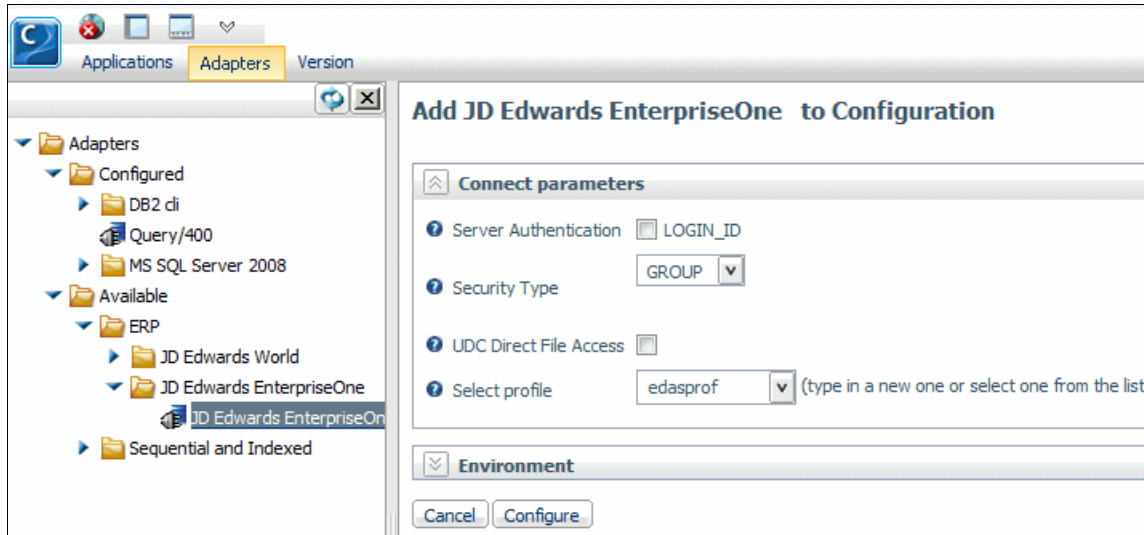 C
Applications Adapters Version
Adapters
Configured
DB2 cli
Query/400
MS SQL Server 2008
Available
ERP
JD Edwards World
JD Edwards EnterpriseOne
JD Edwards EnterpriseOn
Sequential and Indexed
Add JD Edwards EnterpriseOne to Configuration
Connect parameters
Server Authentication LOGIN_ID
Security Type GROUP
UDC Direct File Access
Select profile edasprof (type in a new one or select one from the list
Environment
Cancel Configure